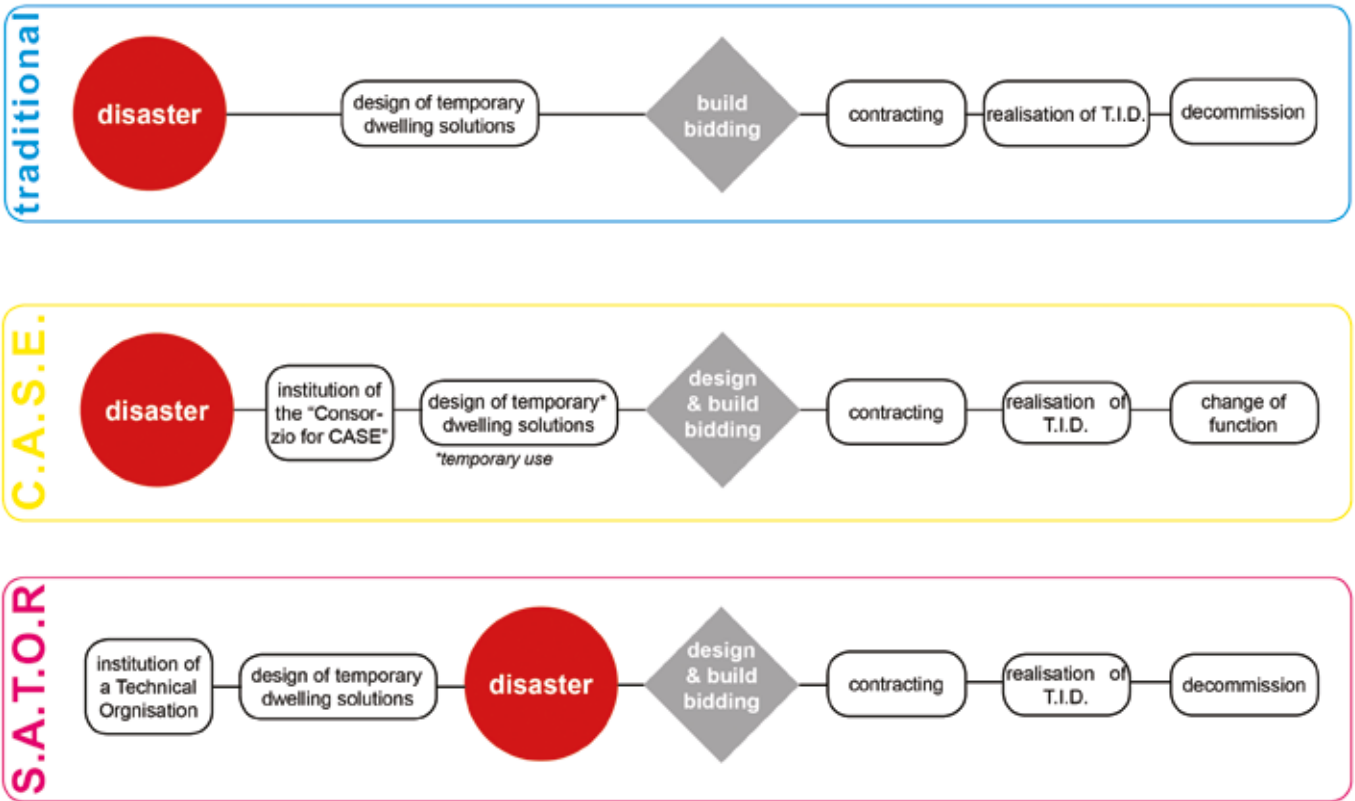 traditional
disaster
design of temporary
dwelling solutions
build
bidding
contracting
realisation of T.I.D.
decommission
C.A.S.E.
disaster
institution of
the "Consor-
zio for CASE"
design of temporary*
dwelling solutions
*temporary use
design
& build
bidding
contracting
realisation of
T.I.D.
change of
function
S.A.T.O.R
institution of
a Technical
Orgnisation
design of temporary
dwelling solutions
disaster
design
& build
bidding
contracting
realisation of
T.I.D.
decommission